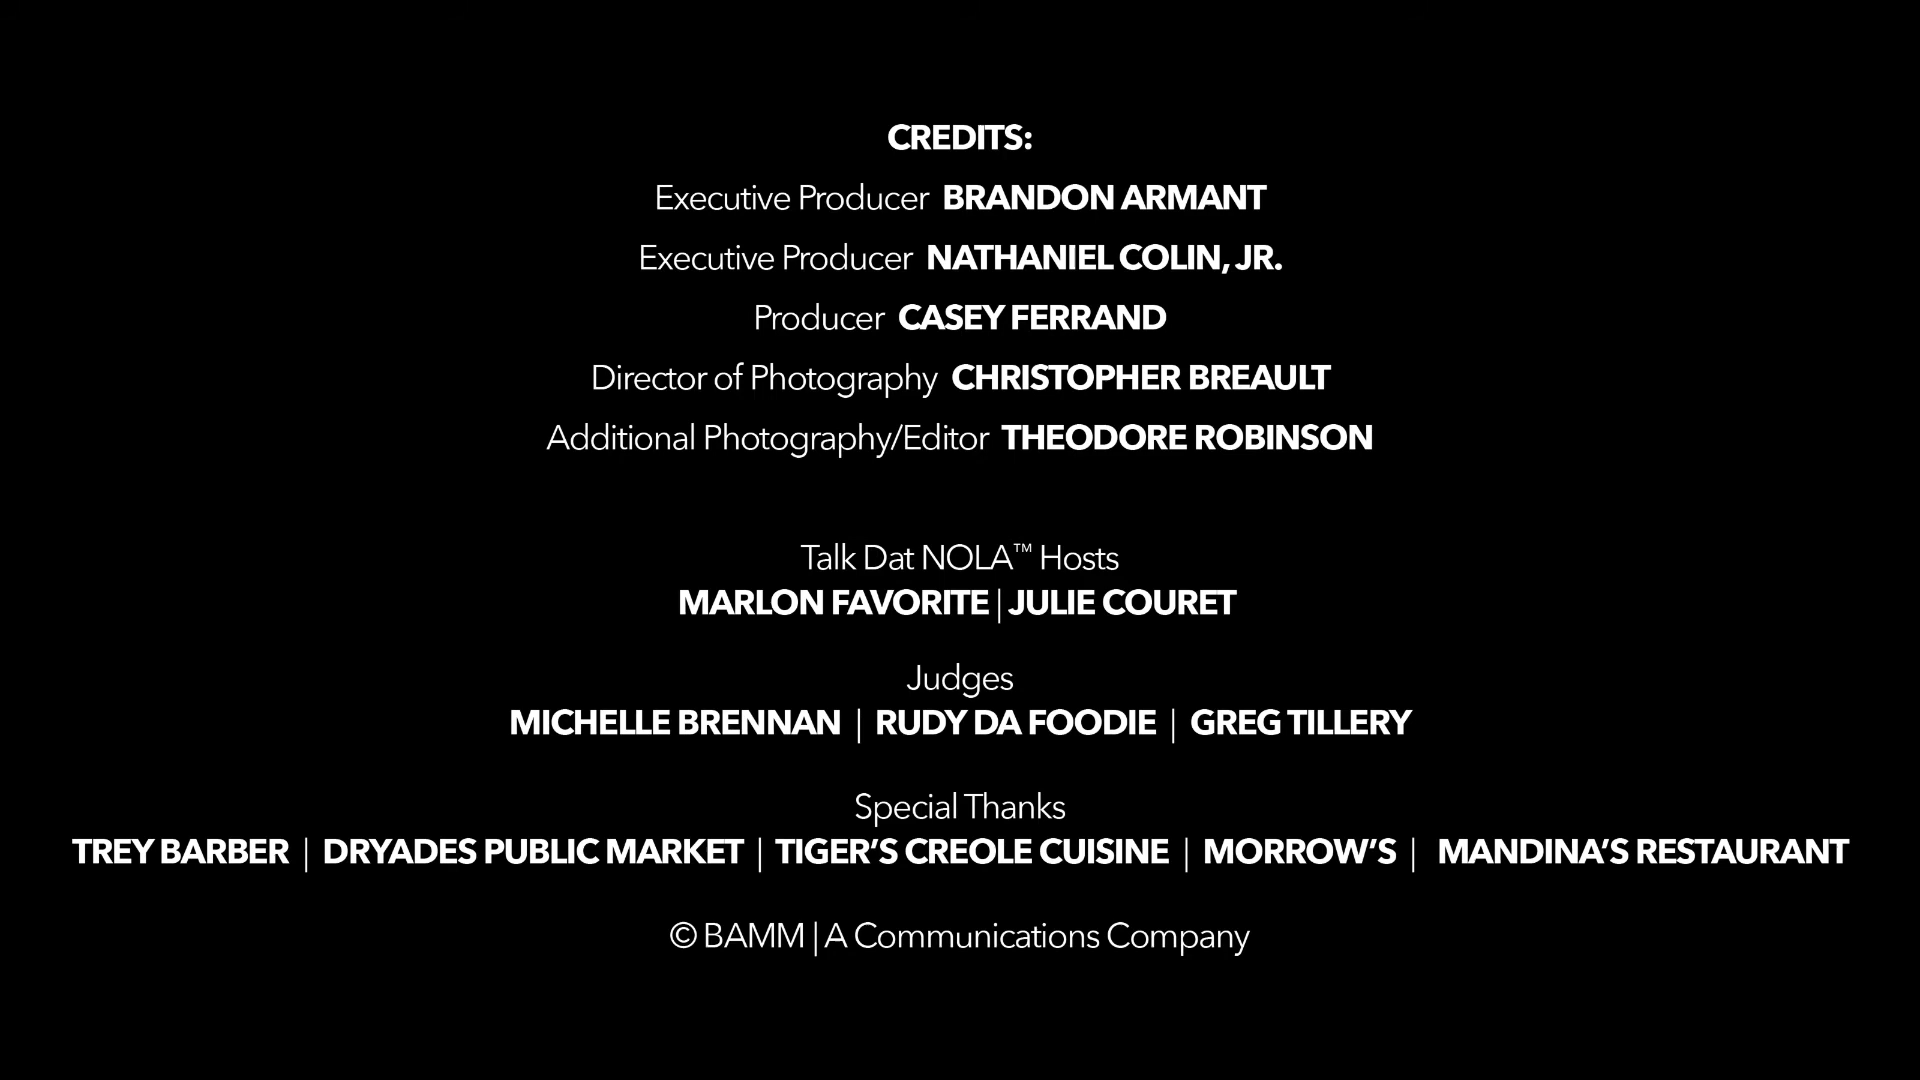 CREDITS:
Executive Producer BRANDON ARMANT
Executive Producer NATHANIEL COLIN, JR.
Producer CASEY FERRAND
Director of Photography CHRISTOPHER BREAULT
Additional Photography/Editor THEODORE ROBINSON
Talk Dat NOLA™ Hosts
MARLON FAVORITE | JULIE COURET
Judges
MICHELLE BRENNAN | RUDY DA FOODIE | GREG TILLERY
Special Thanks
TREY BARBER | DRYADES PUBLIC MARKET | TIGER’S CREOLE CUISINE | MORROW’S | MANDINA’S RESTAURANT
© BAMM | A Communications Company